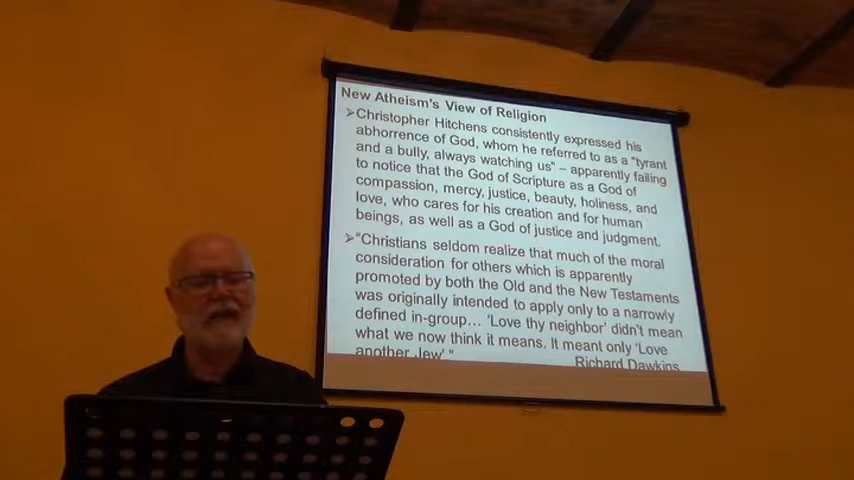 New Atheism's View of Religion
➢Christopher Hitchens consistently expressed his
abhorrence of God, whom he referred to as a "tyrant
and a bully, always watching us" – apparently failing
to notice that the God of Scripture as a God of
compassion, mercy, justice, beauty, holiness, and
love, who cares for his creation and for human
beings, as well as a God of justice and judgment.
➢"Christians seldom realize that much of the moral
consideration for others which is apparently
promoted by both the Old and the New Testaments
was originally intended to apply only to a narrowly
defined in-group... 'Love thy neighbor' didn't mean
what we now think it means. It meant only 'Love
another Jew' " Richard Dawkins